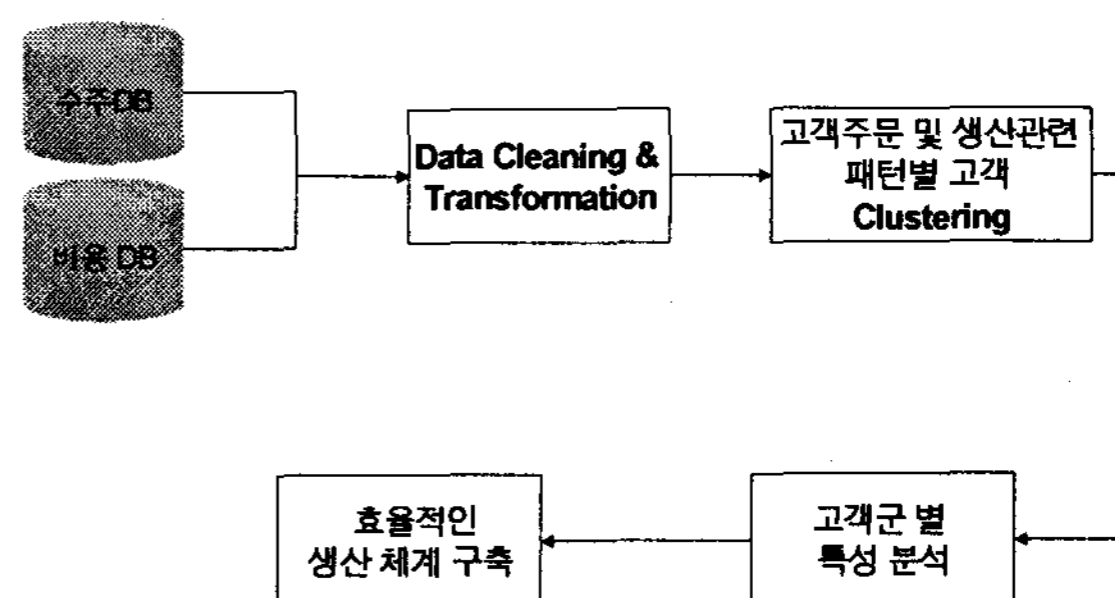 수주DB
비용 DB
Data Cleaning &
Transformation
고객주문 및 생산관련
패턴별 고객
Clustering
고객군 별
특성 분석
효율적인
생산 체계 구축